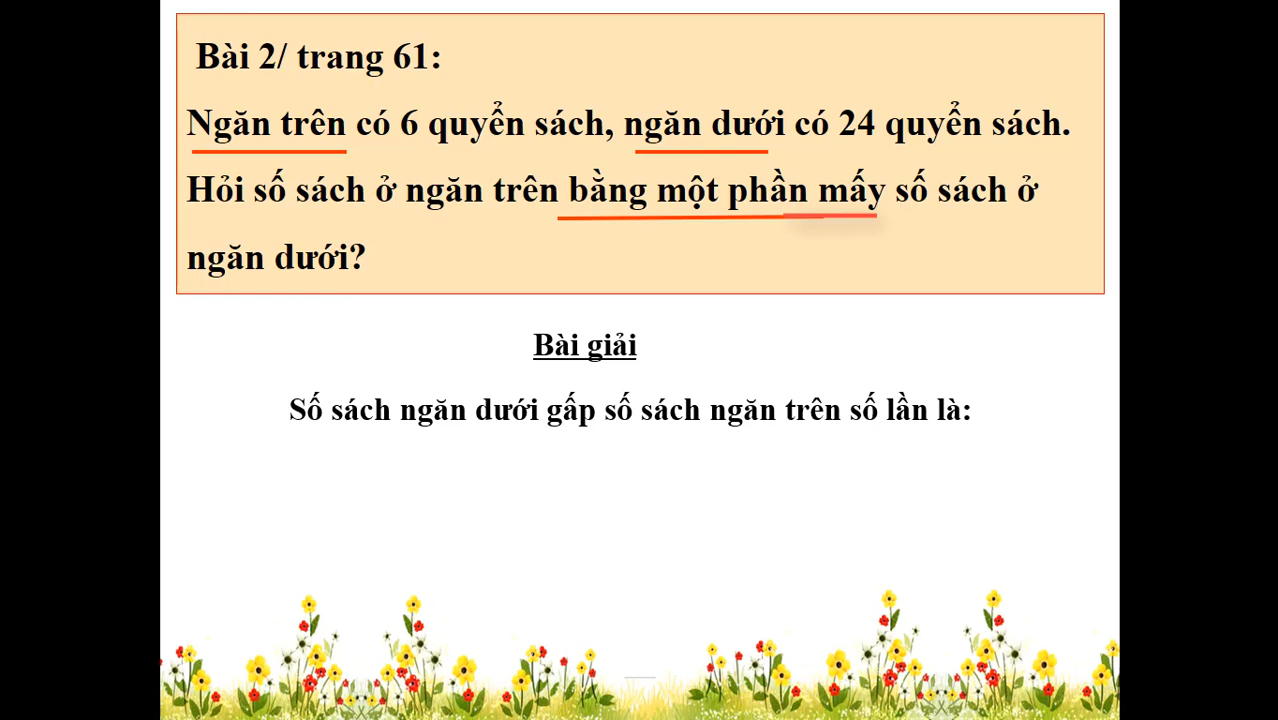 Bài 2/ trang 61:
Ngăn trên có 6 quyển sách, ngăn dưới có 24 quyển sách.
Hỏi số sách ở ngăn trên bằng một phần mấy số sách ở
ngăn dưới?
Bài giải
Số sách ngăn dưới gấp số sách ngăn trên số lần là: